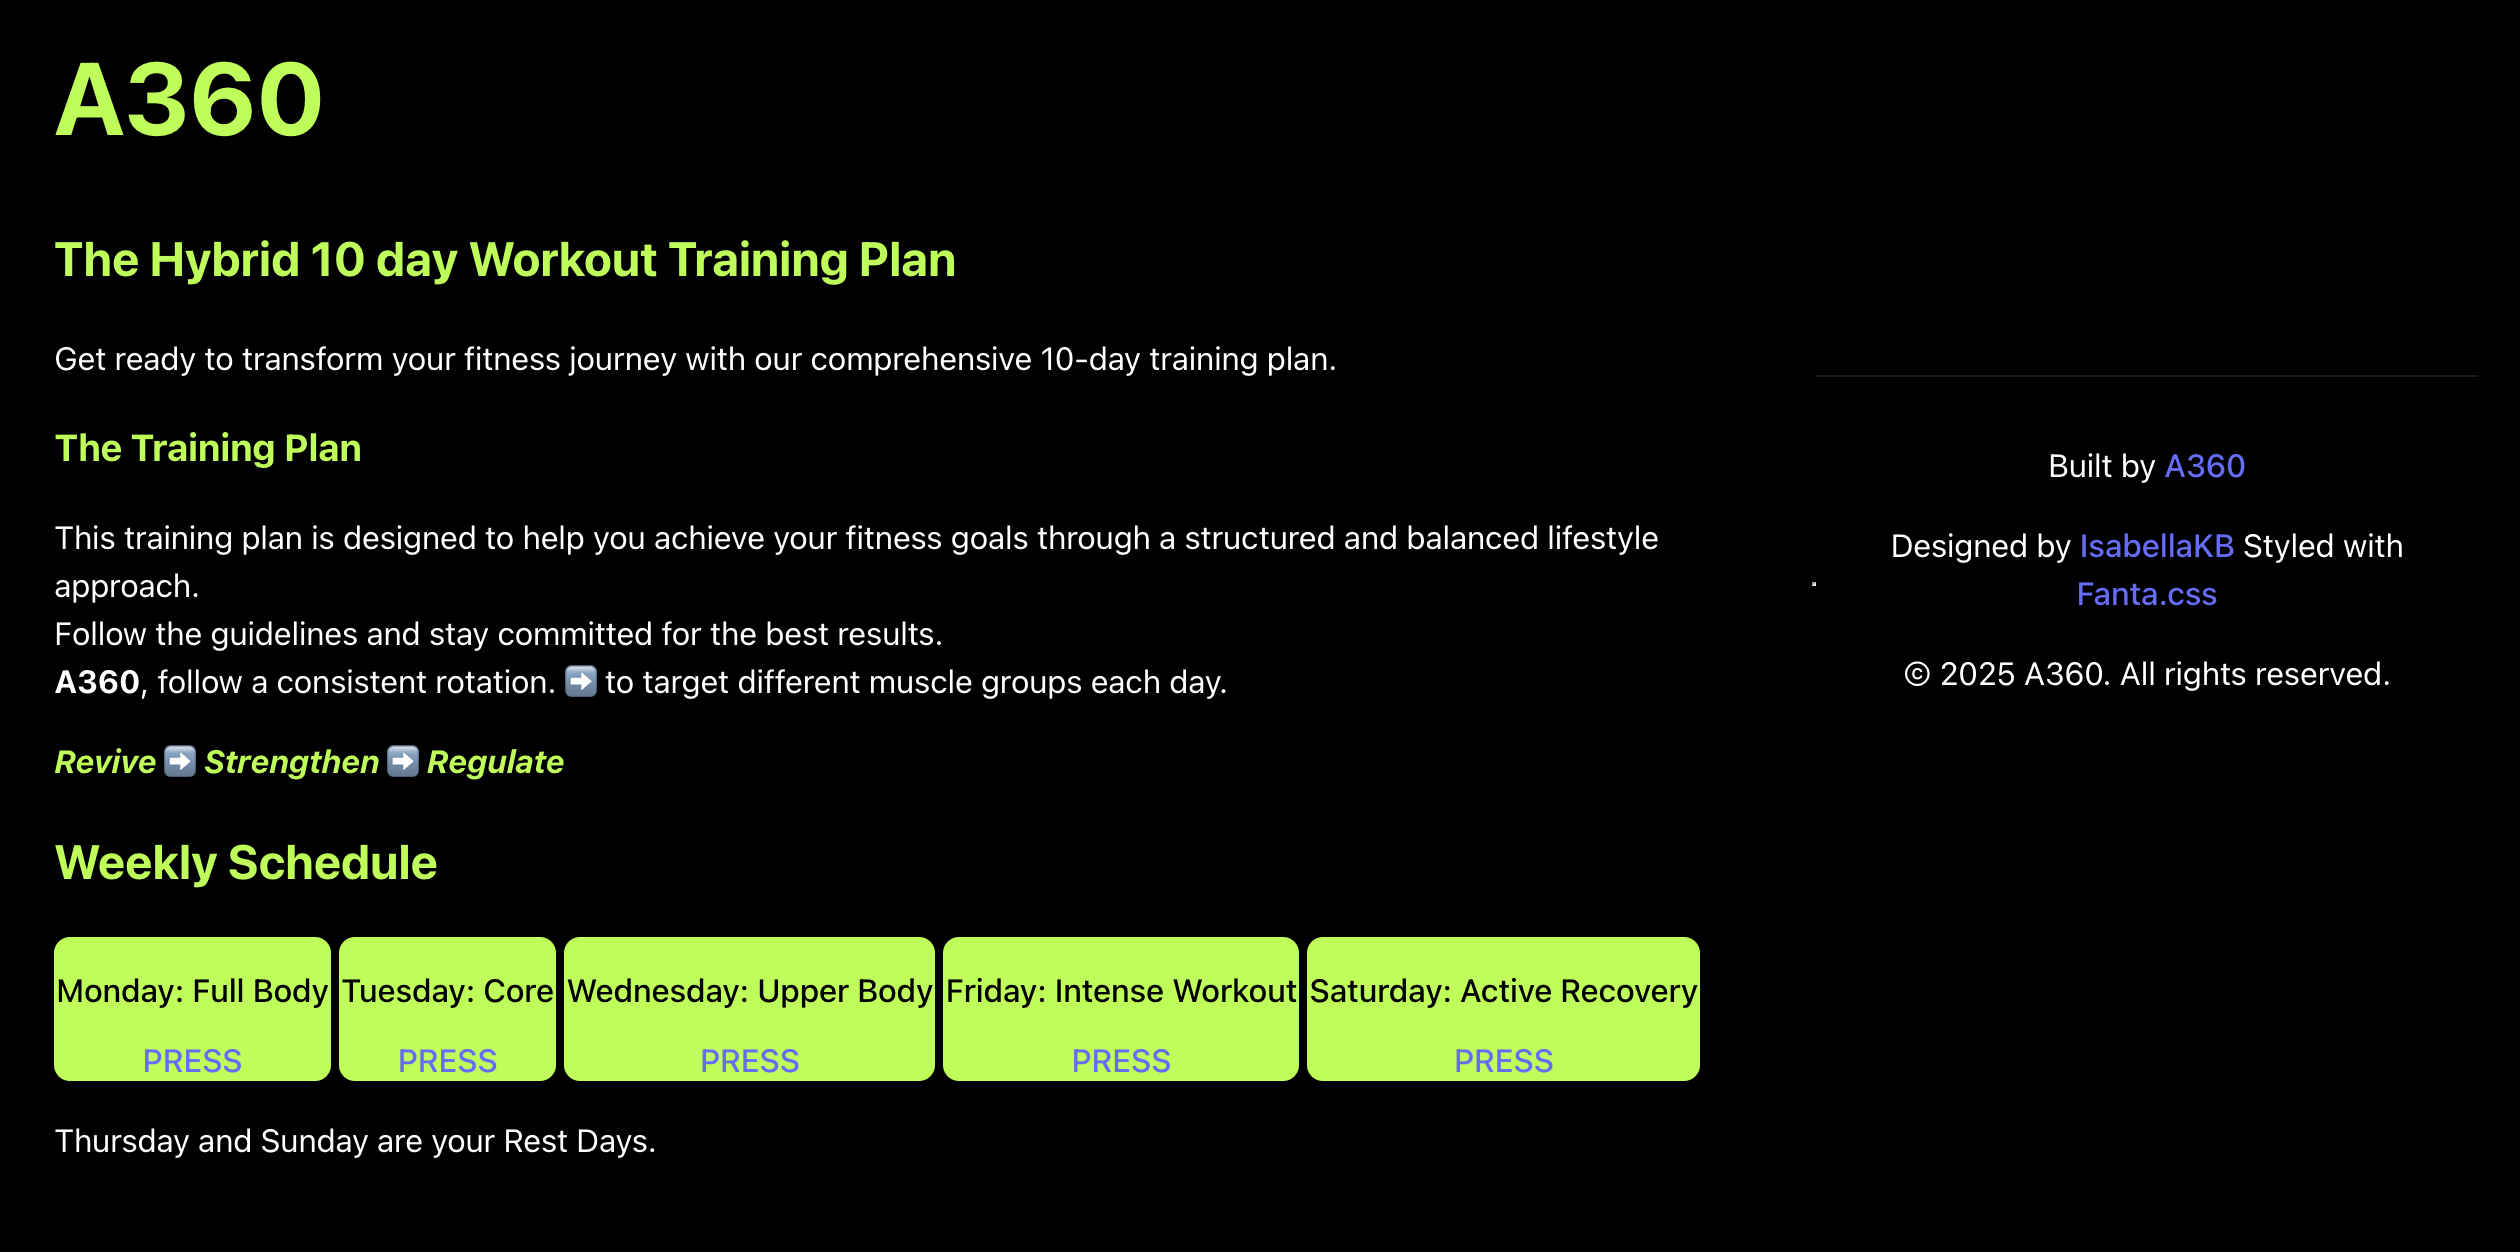 A360
The Hybrid 10 day Workout Training Plan
Get ready to transform your fitness journey with our comprehensive 10-day training plan.
The Training Plan
This training plan is designed to help you achieve your fitness goals through a structured and balanced lifestyle
approach.
Follow the guidelines and stay committed for the best results.
A360, follow a consistent rotation. ➡️ to target different muscle groups each day.
Revive ➡️ Strengthen ➡️ Regulate
Weekly Schedule
Monday: Full Body
PRESS
Tuesday: Core
PRESS
Wednesday: Upper Body
PRESS
Friday: Intense Workout
PRESS
Saturday: Active Recovery
PRESS
Thursday and Sunday are your Rest Days.
Built by A360
Designed by IsabellaKB Styled with
Fanta.css
© 2025 A360. All rights reserved.